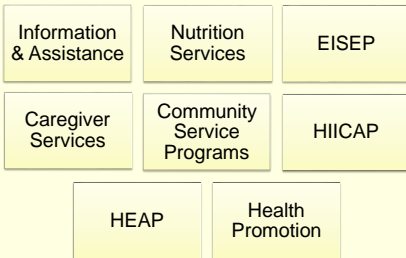 Information
& Assistance
Nutrition
Services
EISEP
Caregiver
Services
Community
Service
Programs
HIICAP
HEAP
Health
Promotion